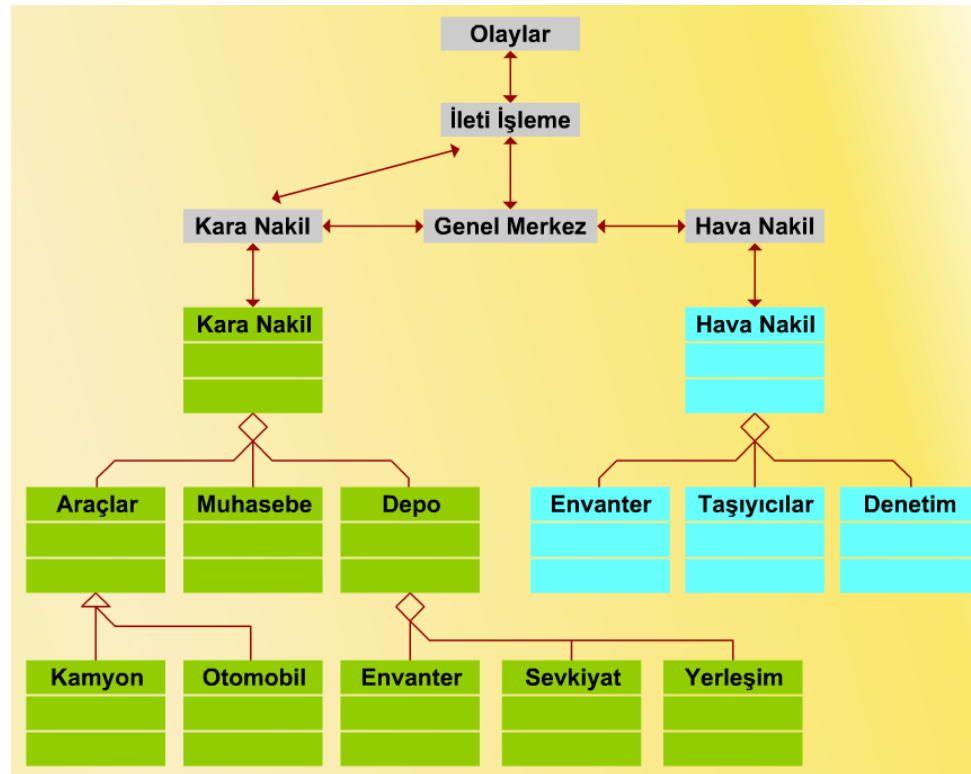 Olaylar
İleti İşleme
Kara Nakil
Genel Merkez
Hava Nakil
Kara Nakil
Hava Nakil
Araçlar
Muhasebe
Depo
Envanter
Taşıyıcılar
Denetim
Kamyon
Otomobil
Envanter
Sevkiyat
Yerleşim